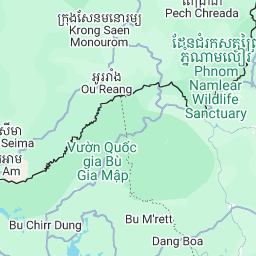 ក្រុងសែនមនោរម្យ
Krong Saen
Monourom
Pech Chreada
ដែនជំរកសត្វព្រៃ
ភ្នំណាមលៀរ
Phnom
Namlear
Wildlife
Sanctuary
អូររាំង
Ou Reang
សីមា
Seima
អាម
Am
Vườn Quốc
gia Bù
Gia Mập
Bu Chirr Dung
Bu M'rett
Dang Boa